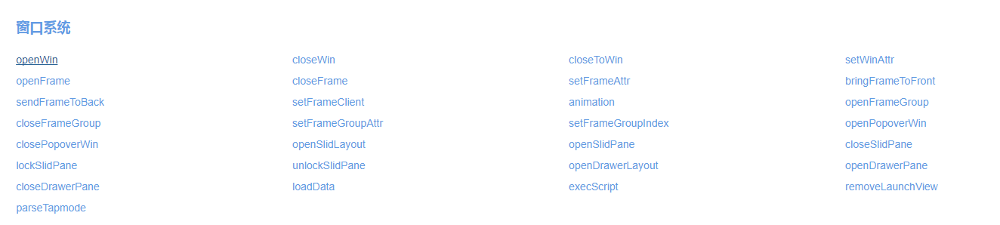 窗口系统
openWin closeWin closeToWin setWinAttr
openFrame closeFrame setFrameAttr bringFrameToFront
sendFrameToBack setFrameClient animation openFrameGroup
closeFrameGroup setFrameGroupAttr setFrameGroupIndex openPopoverWin
closePopoverWin openSlidLayout openSlidPane closeSlidPane
lockSlidPane unlockSlidPane openDrawerLayout openDrawerPane
closeDrawerPane loadData execScript removeLaunchView
parseTapmode